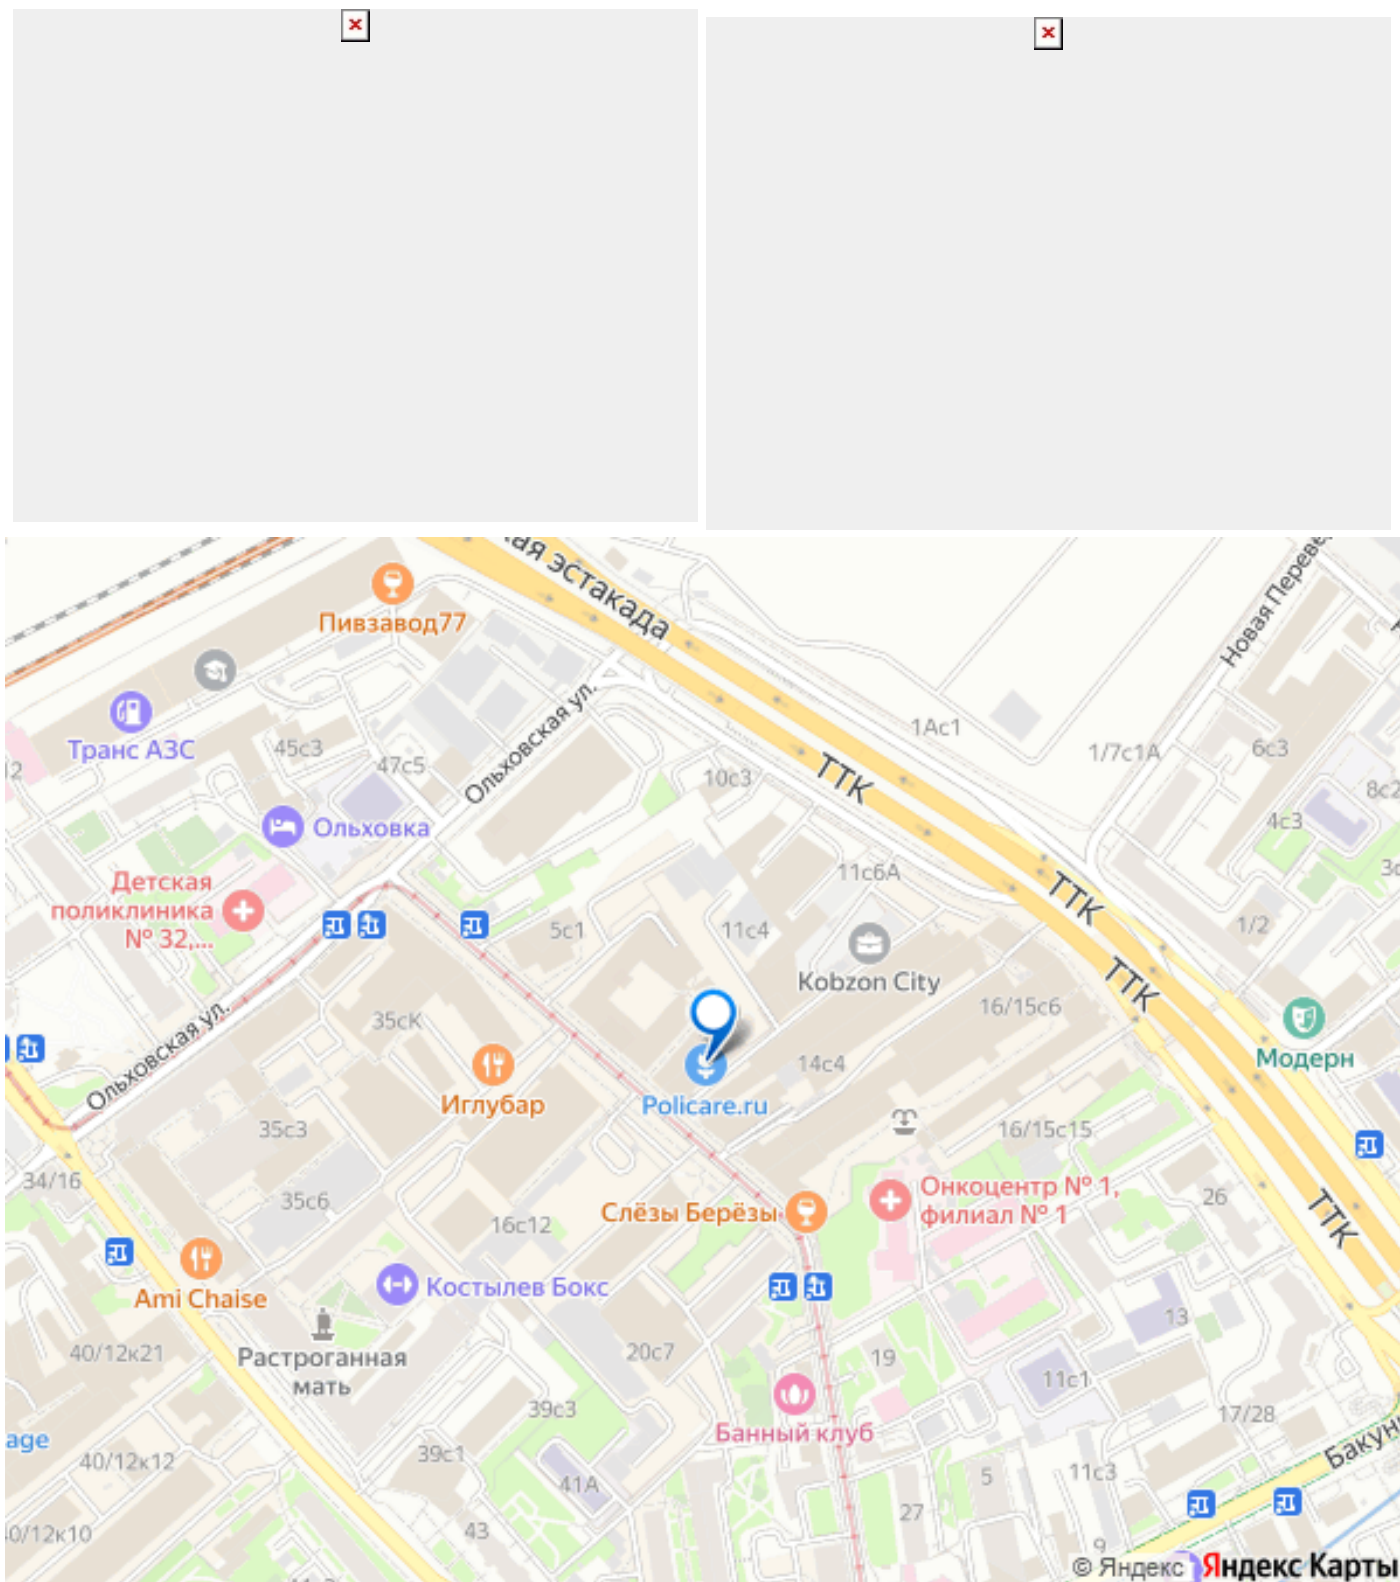 ая эстакада
Новая Переве
Пивзавод77
Ольховская ул.
Транс АЗС
45с3
47с5
12
1Ас1
1/7с1А
6с3
8с2
4с3
ТТК
10с3
Ольховка
11с6А
Детская
поликлиника
№ 32,...
3с
ТТК
5с1
11с4
1/2
Kobzon City
ТТК
35сК
16/15с6
Ольховская ул.
14с4
Модерн
Иглубар
Policare.ru
35с3
16/15с15
34/16
35с6
Онкоцентр № 1,
филиал № 1
26
Слёзы Берёзы
16с12
ТТК
Костылев Бокс
Ami Chaise
13
40/12к21
Растроганная
мать
20с7
19
11с1
39с3
17/28
Банный клуб
age
39с1
Бакун
40/12к12
41А
5
11с3
27
43
0/12к10
9
© Яндекс
Яндекс Карты